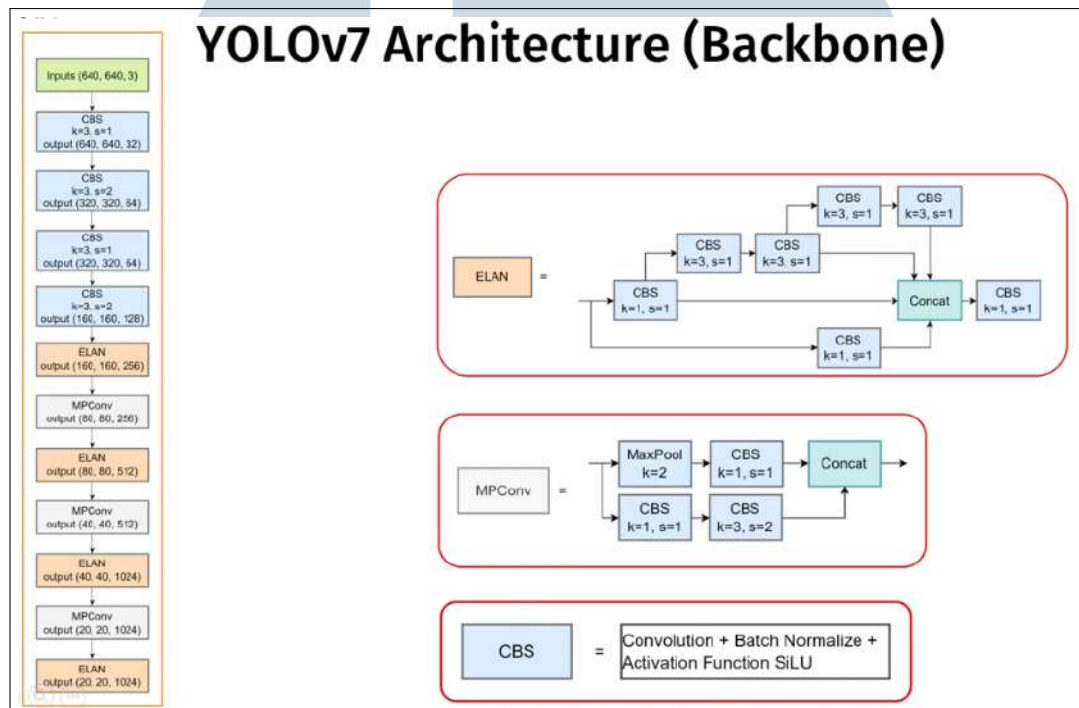 YOLOv7 Architecture (Backbone)
Inputs (640, 640, 3)
CBS
k=3, s=1
output (640, 640, 32)
CBS
k=3, s=2
output (320, 320, 64)
CBS
k=3, s=1
output (320, 320, 64)
CBS
k=3, s=2
output (160, 160, 128)
ELAN
output (160, 160, 256)
MPConv
output (80, 80, 256)
ELAN
output (80, 80, 512)
MPConv
output (40, 40, 512)
ELAN
output (40, 40, 1024)
MPConv
output (20, 20, 1024)
ELAN
output (20, 20, 1024)
ELAN
=
CBS
k=1, s=1
CBS
k=3, s=1
CBS
k=3, s=1
CBS
k=3, s=1
CBS
k=3, s=1
CBS
k=1, s=1
Concat
CBS
k=1, s=1
MPConv
=
MaxPool
k=2
CBS
k=1, s=1
Concat
CBS
k=1, s=1
CBS
k=3, s=2
CBS
=
Convolution + Batch Normalize +
Activation Function SiLU